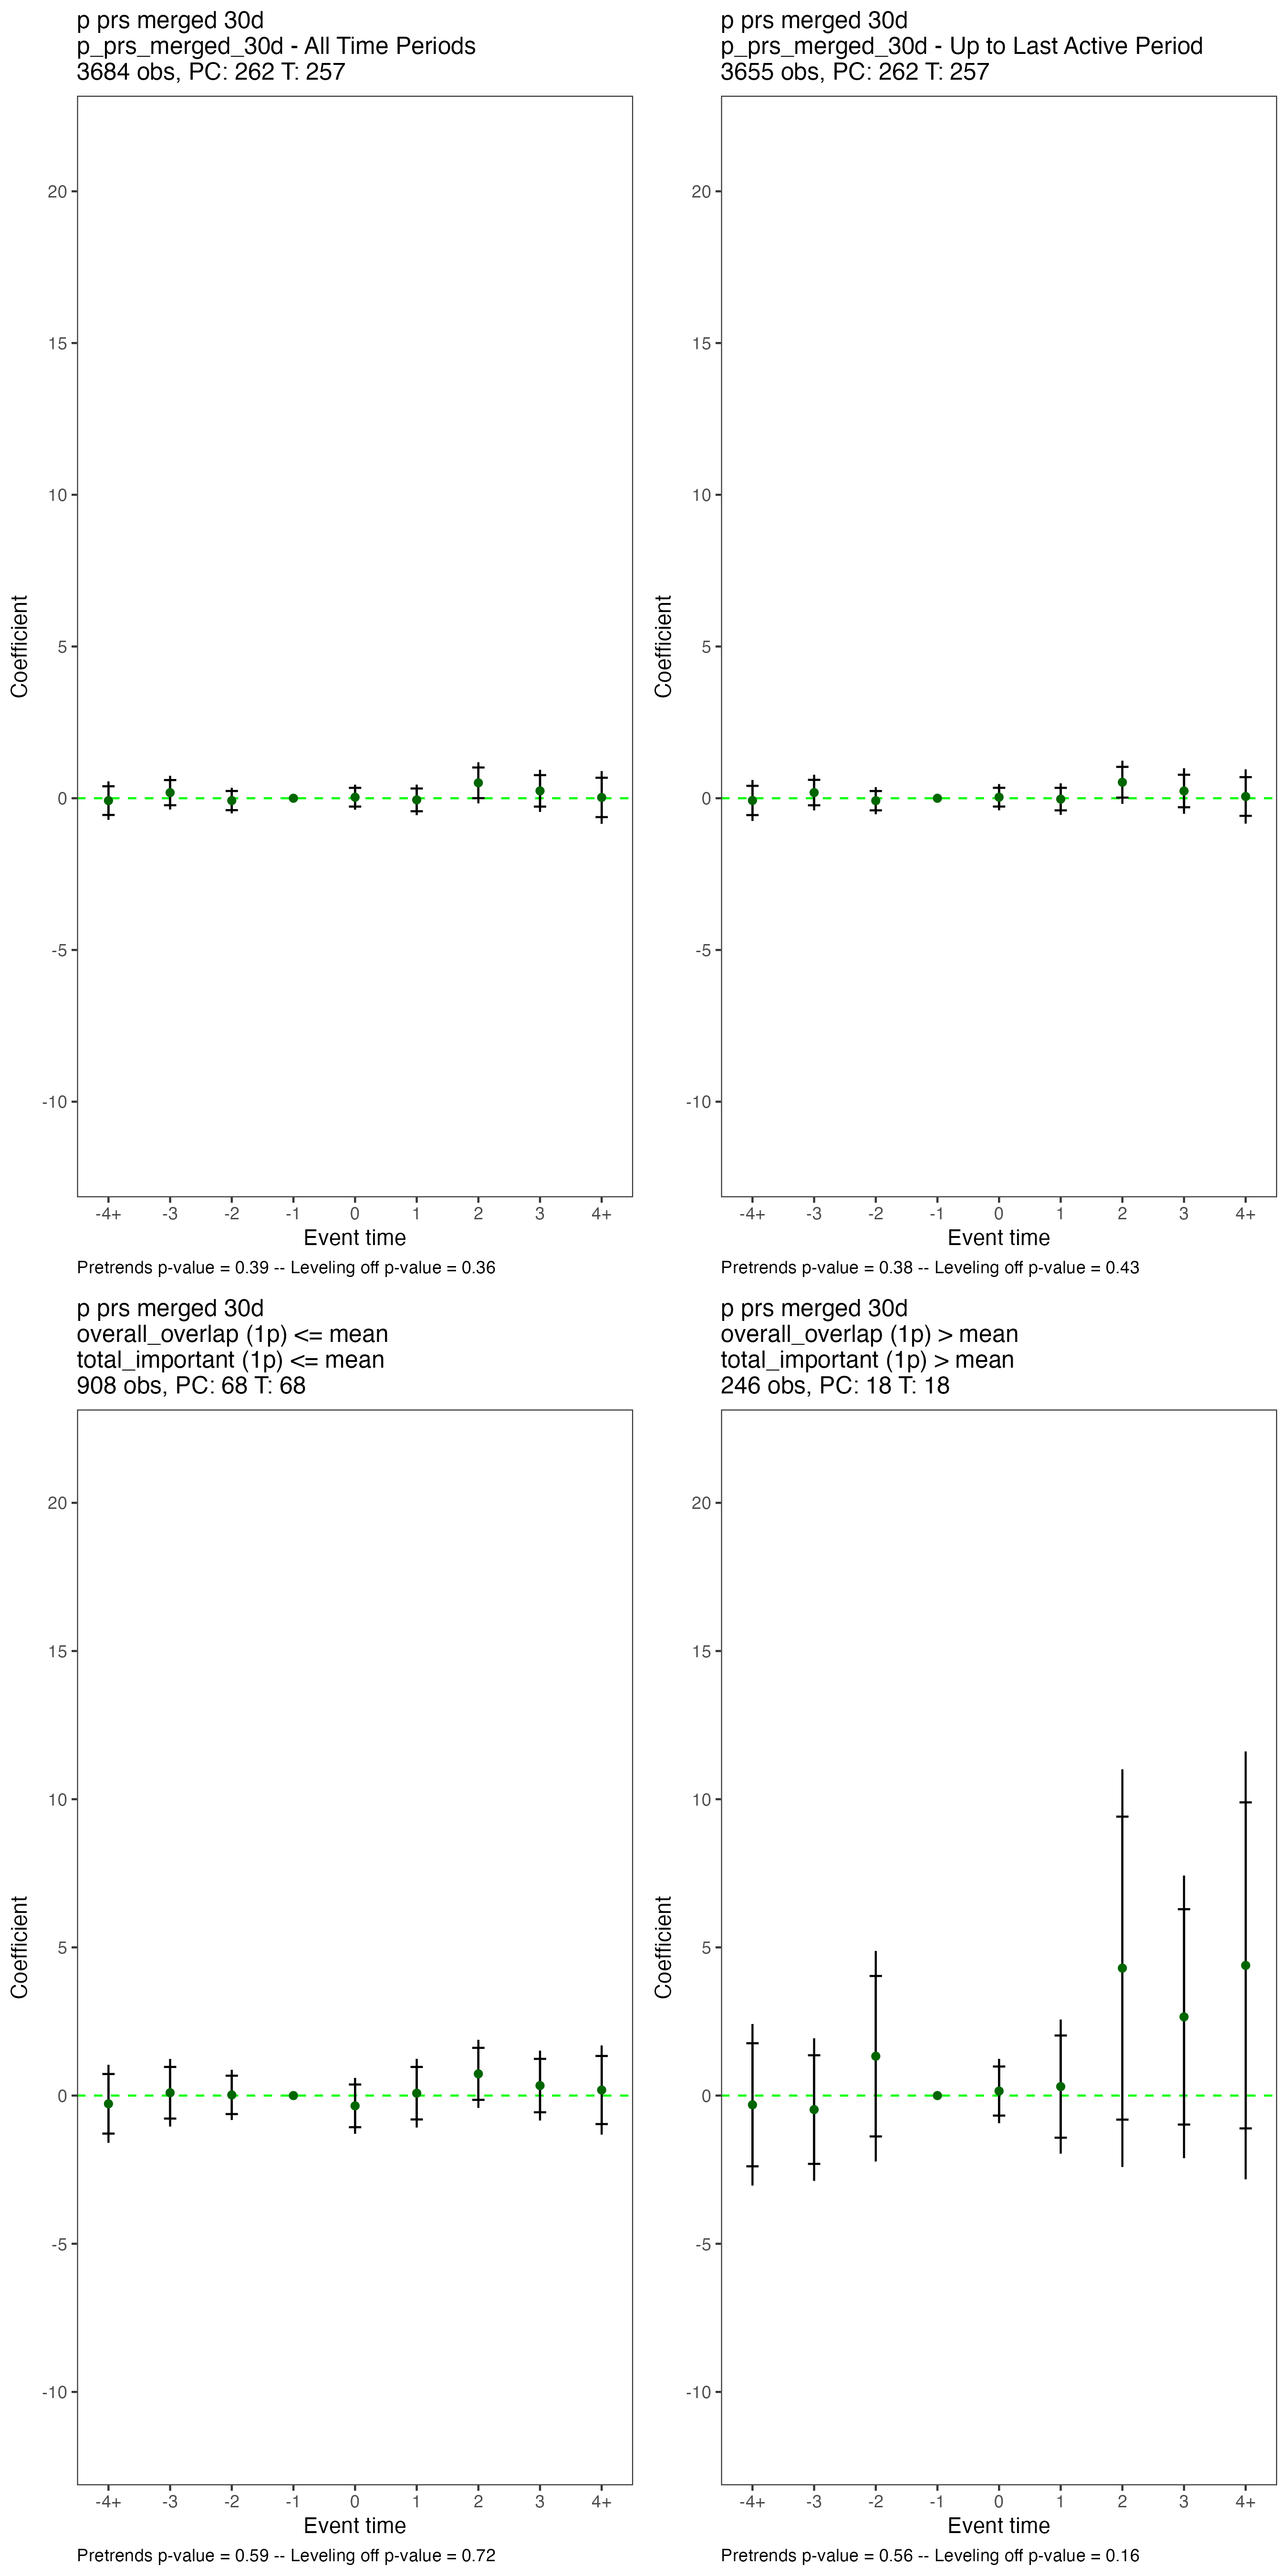 p prs merged 30d
p_prs_merged_30d - All Time Periods
3684 obs, PC: 262 T: 257
20
15
10
5
0
-5
-10
Coefficient
-4+ -3 -2 -1 0 1 2 3 4+
Event time
Pretrends p-value = 0.39 -- Leveling off p-value = 0.36
p prs merged 30d
p_prs_merged_30d - Up to Last Active Period
3655 obs, PC: 262 T: 257
20
15
10
5
0
-5
-10
Coefficient
-4+ -3 -2 -1 0 1 2 3 4+
Event time
Pretrends p-value = 0.38 -- Leveling off p-value = 0.43
p prs merged 30d
overall_overlap (1p) <= mean
total_important (1p) <= mean
908 obs, PC: 68 T: 68
20
15
10
5
0
-5
-10
Coefficient
-4+ -3 -2 -1 0 1 2 3 4+
Event time
Pretrends p-value = 0.59 -- Leveling off p-value = 0.72
p prs merged 30d
overall_overlap (1p) > mean
total_important (1p) > mean
246 obs, PC: 18 T: 18
20
15
10
5
0
-5
-10
Coefficient
-4+ -3 -2 -1 0 1 2 3 4+
Event time
Pretrends p-value = 0.56 -- Leveling off p-value = 0.16